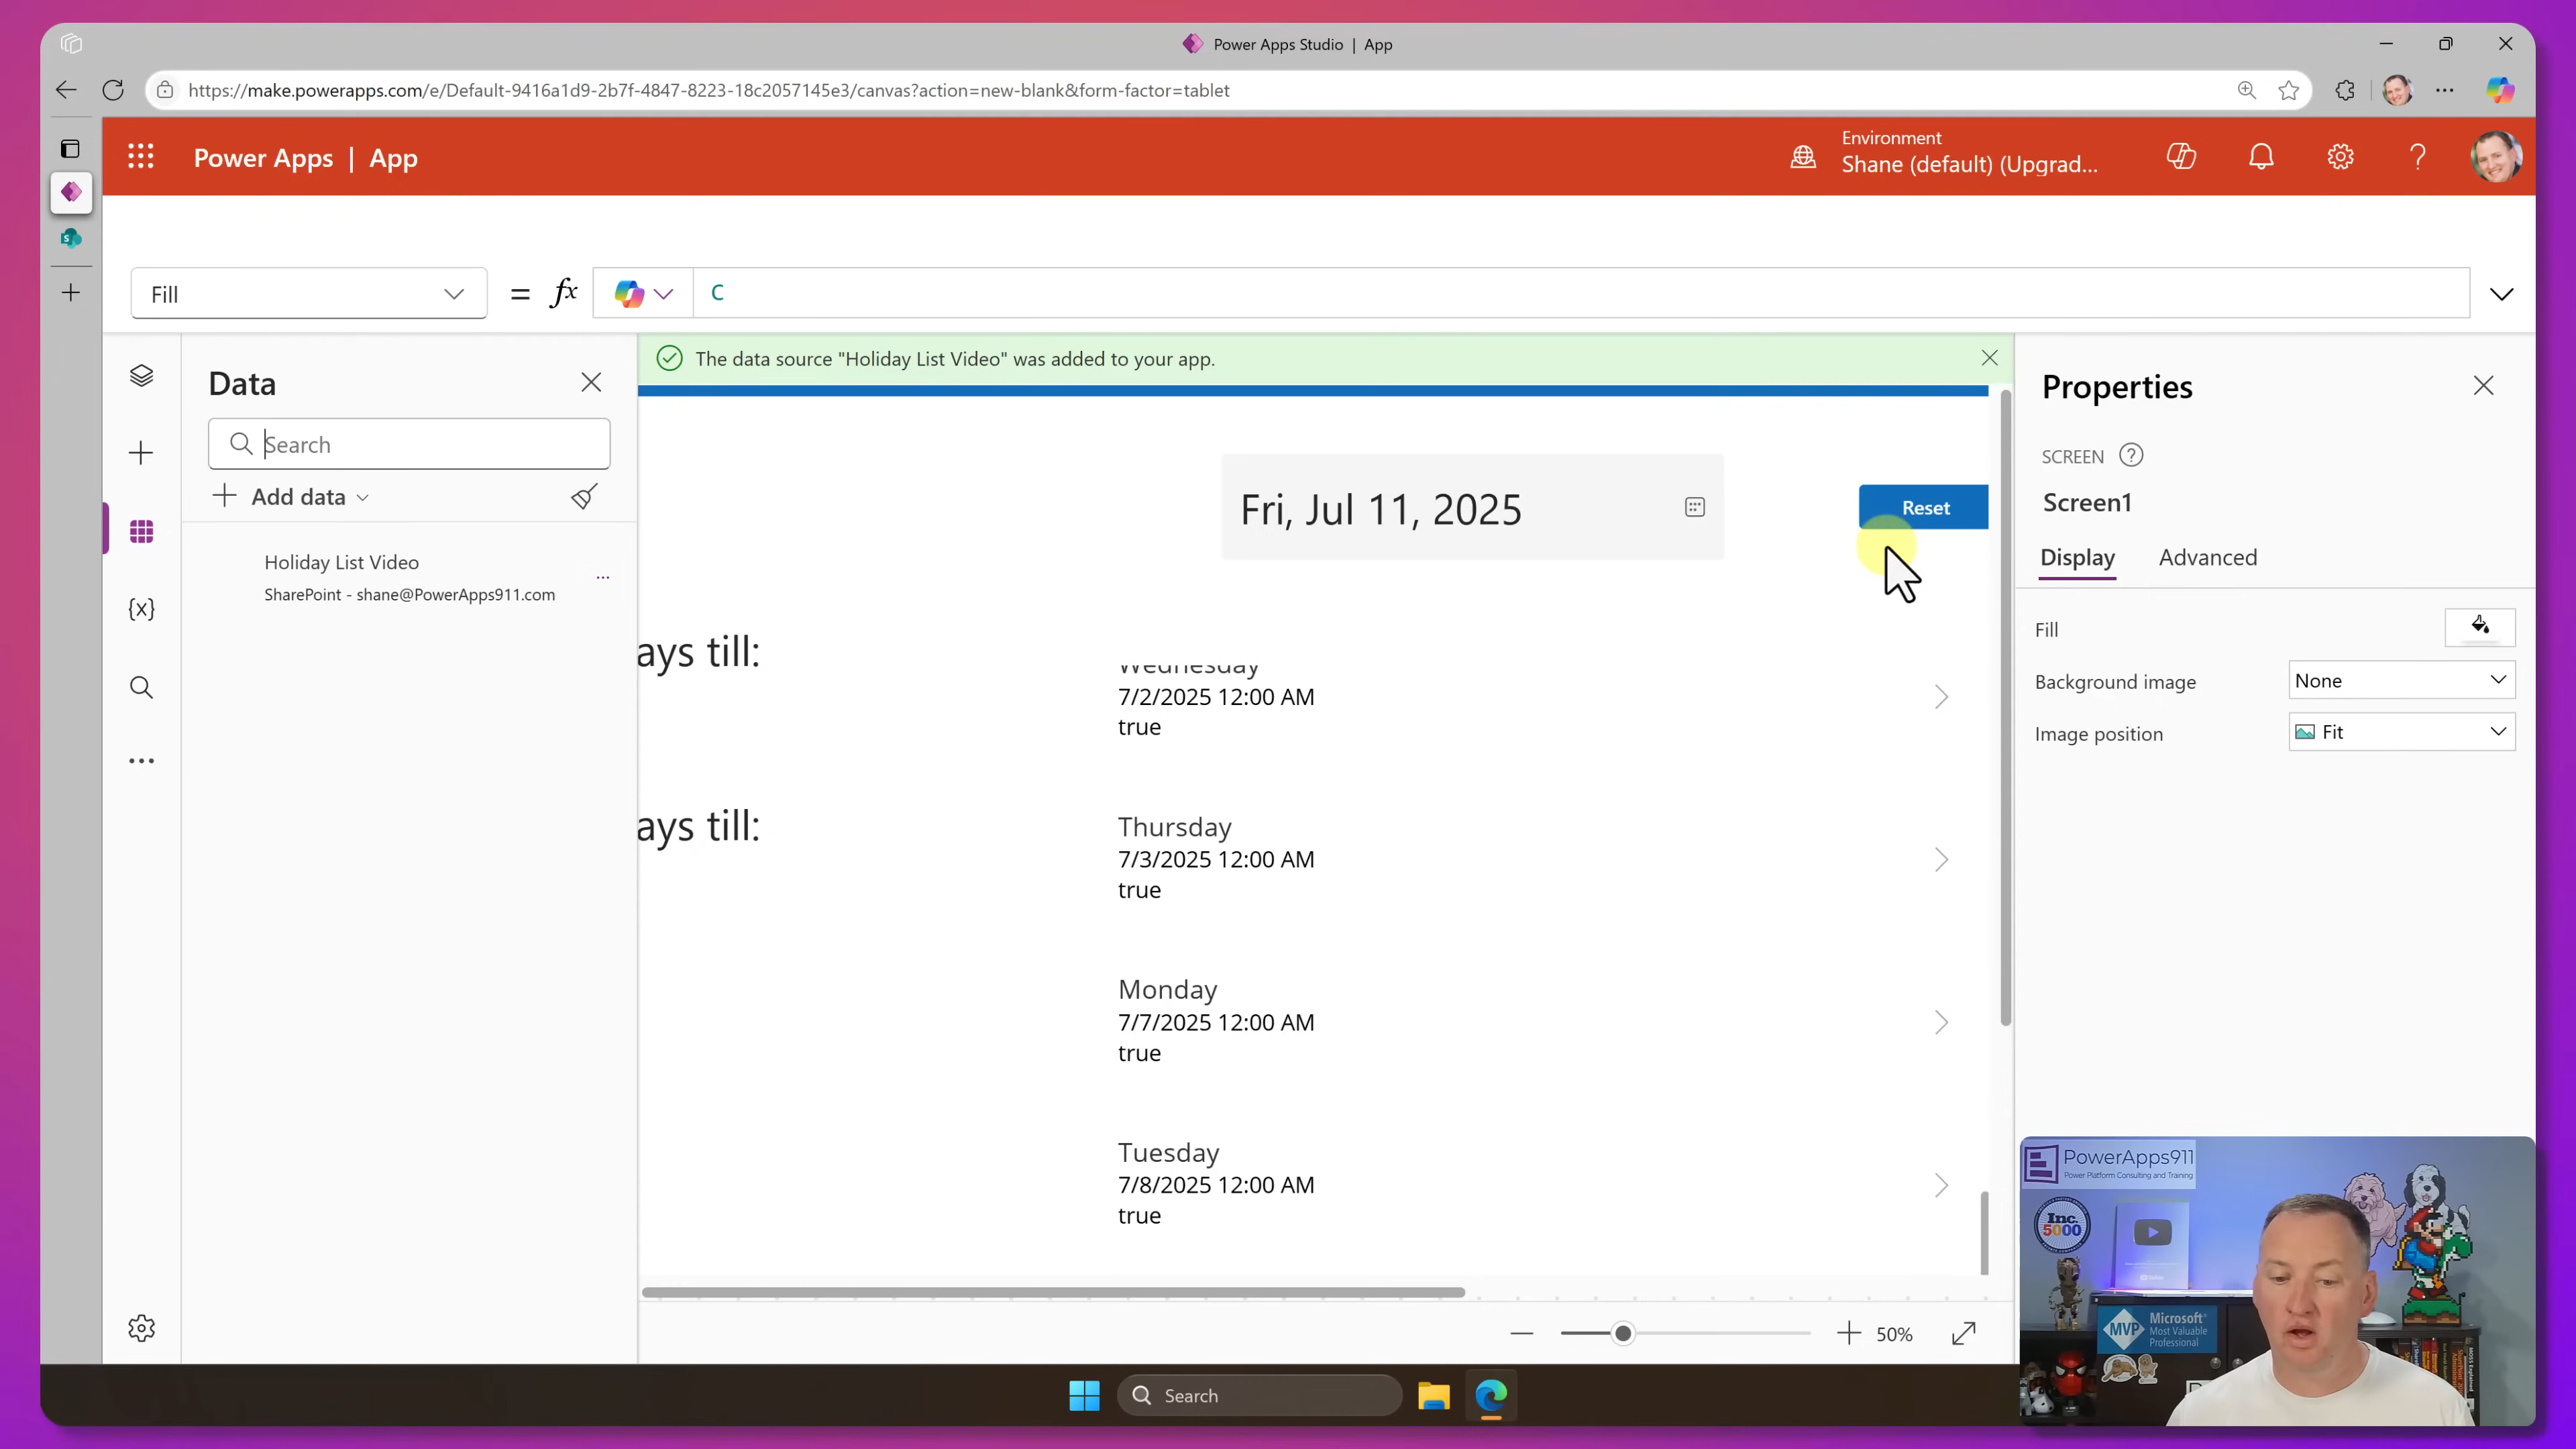 Power Apps Studio | App
https://make.powerapps.com/e/Default-9416a1d9-2b7f-4847-8223-18c2057145e3/canvas?action=new-blank&form-factor=tablet
Power Apps | App
Environment
Shane (default) (Upgrad...
Fill
= fx
C
Data
Search
Add data
Holiday List Video
SharePoint - shane@PowerApps911.com
{x}
The data source "Holiday List Video" was added to your app.
Fri, Jul 11, 2025
Reset
ays till:
ays till:
Wednesday
7/2/2025 12:00 AM
true
Thursday
7/3/2025 12:00 AM
true
Monday
7/7/2025 12:00 AM
true
Tuesday
7/8/2025 12:00 AM
true
50%
Properties
SCREEN
Screen1
Display Advanced
Fill
Background image None
Image position Fit
PowerApps911
Power Platform Consulting and Training
Inc.
5000
MVP
Microsoft
Most Valuable
Professional
Search